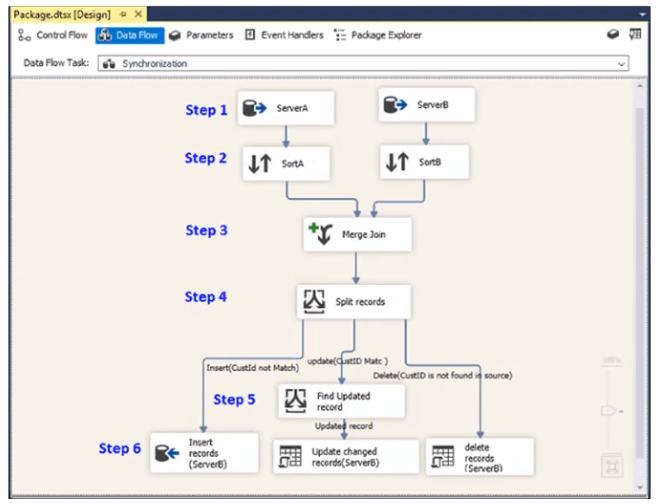 Package.dtsx [Design]
Control Flow Data Flow Parameters Event Handlers Package Explorer
Data Flow Task: Synchronization
Step 1 ServerA ServerB
Step 2 SortA SortB
Step 3 Merge Join
Step 4 Split records
Insert(CustId not Match)
update(CustID Matc )
Delete(CustID is not found in source)
Step 5 Find Updated
record
Updated record
Step 6 Insert
records
(ServerB)
Update changed
records(ServerB)
delete
records
(ServerB)
100%